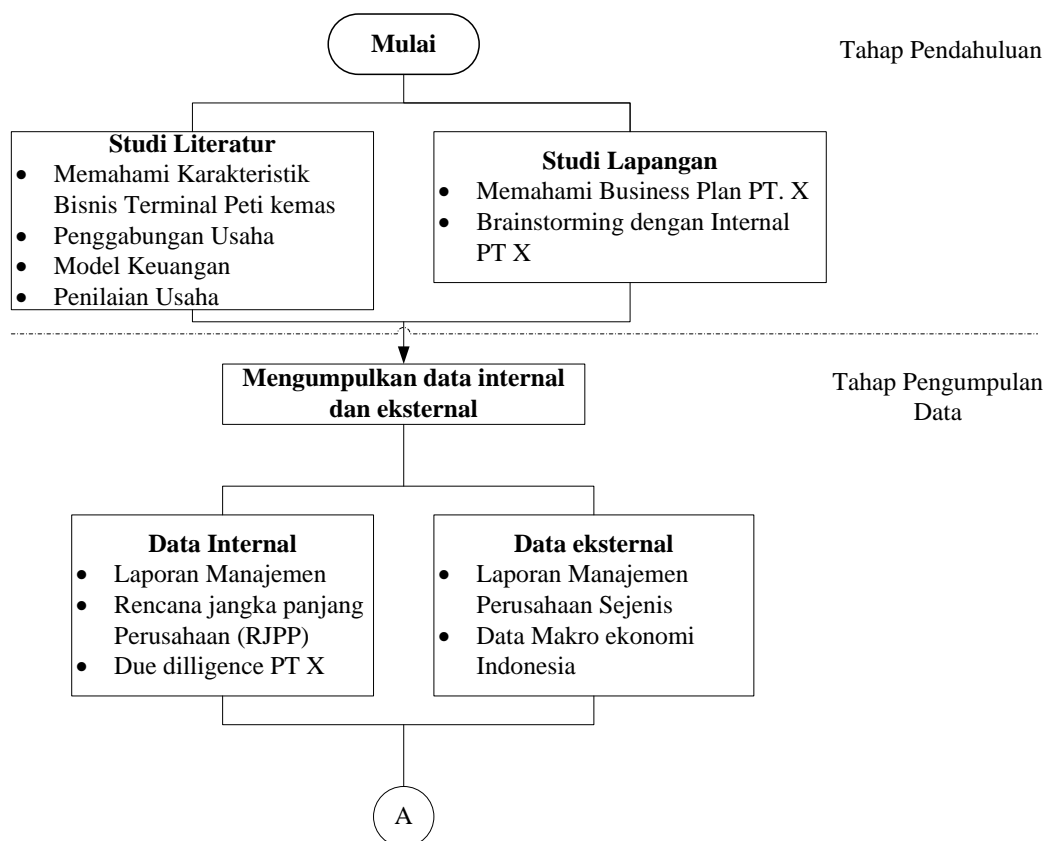 Mulai
Tahap Pendahuluan
Studi Literatur
• Memahami Karakteristik
Bisnis Terminal Peti kemas
• Penggabungan Usaha
• Model Keuangan
• Penilaian Usaha
Studi Lapangan
• Memahami Business Plan PT. X
• Brainstorming dengan Internal
PT X
Mengumpulkan data internal
dan eksternal
Tahap Pengumpulan
Data
Data Internal
• Laporan Manajemen
• Rencana jangka panjang
Perusahaan (RJPP)
• Due dilligence PT X
Data eksternal
• Laporan Manajemen
Perusahaan Sejenis
• Data Makro ekonomi
Indonesia
A